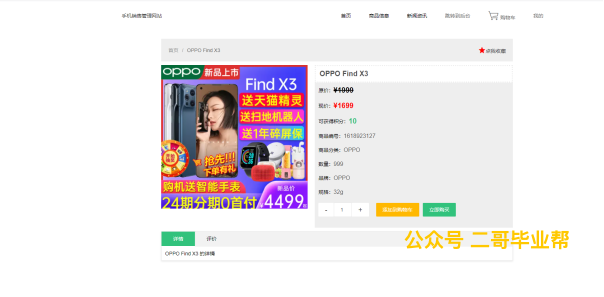 手机销售管理网站
首页
商品信息
新闻资讯
跳转到后台
购物车
我的
首页 / OPPO Find X3
点我收藏
oppo 新品上市
Find X3
送天猫精灵
送扫地机器人
送1年碎屏保
抢先!!!
下单有礼
购机送智能手表
24期分期0首付
新品价
4499
OPPO Find X3
原价: ¥1999
现价: ¥1699
可获得积分: 10
商品编号: 1618923127
商品分类: OPPO
数量: 999
品牌: OPPO
规格: 32g
- 1 +
添加到购物车
立即购买
详情
评价
OPPO Find X3 的详情
公众号 二哥毕业帮